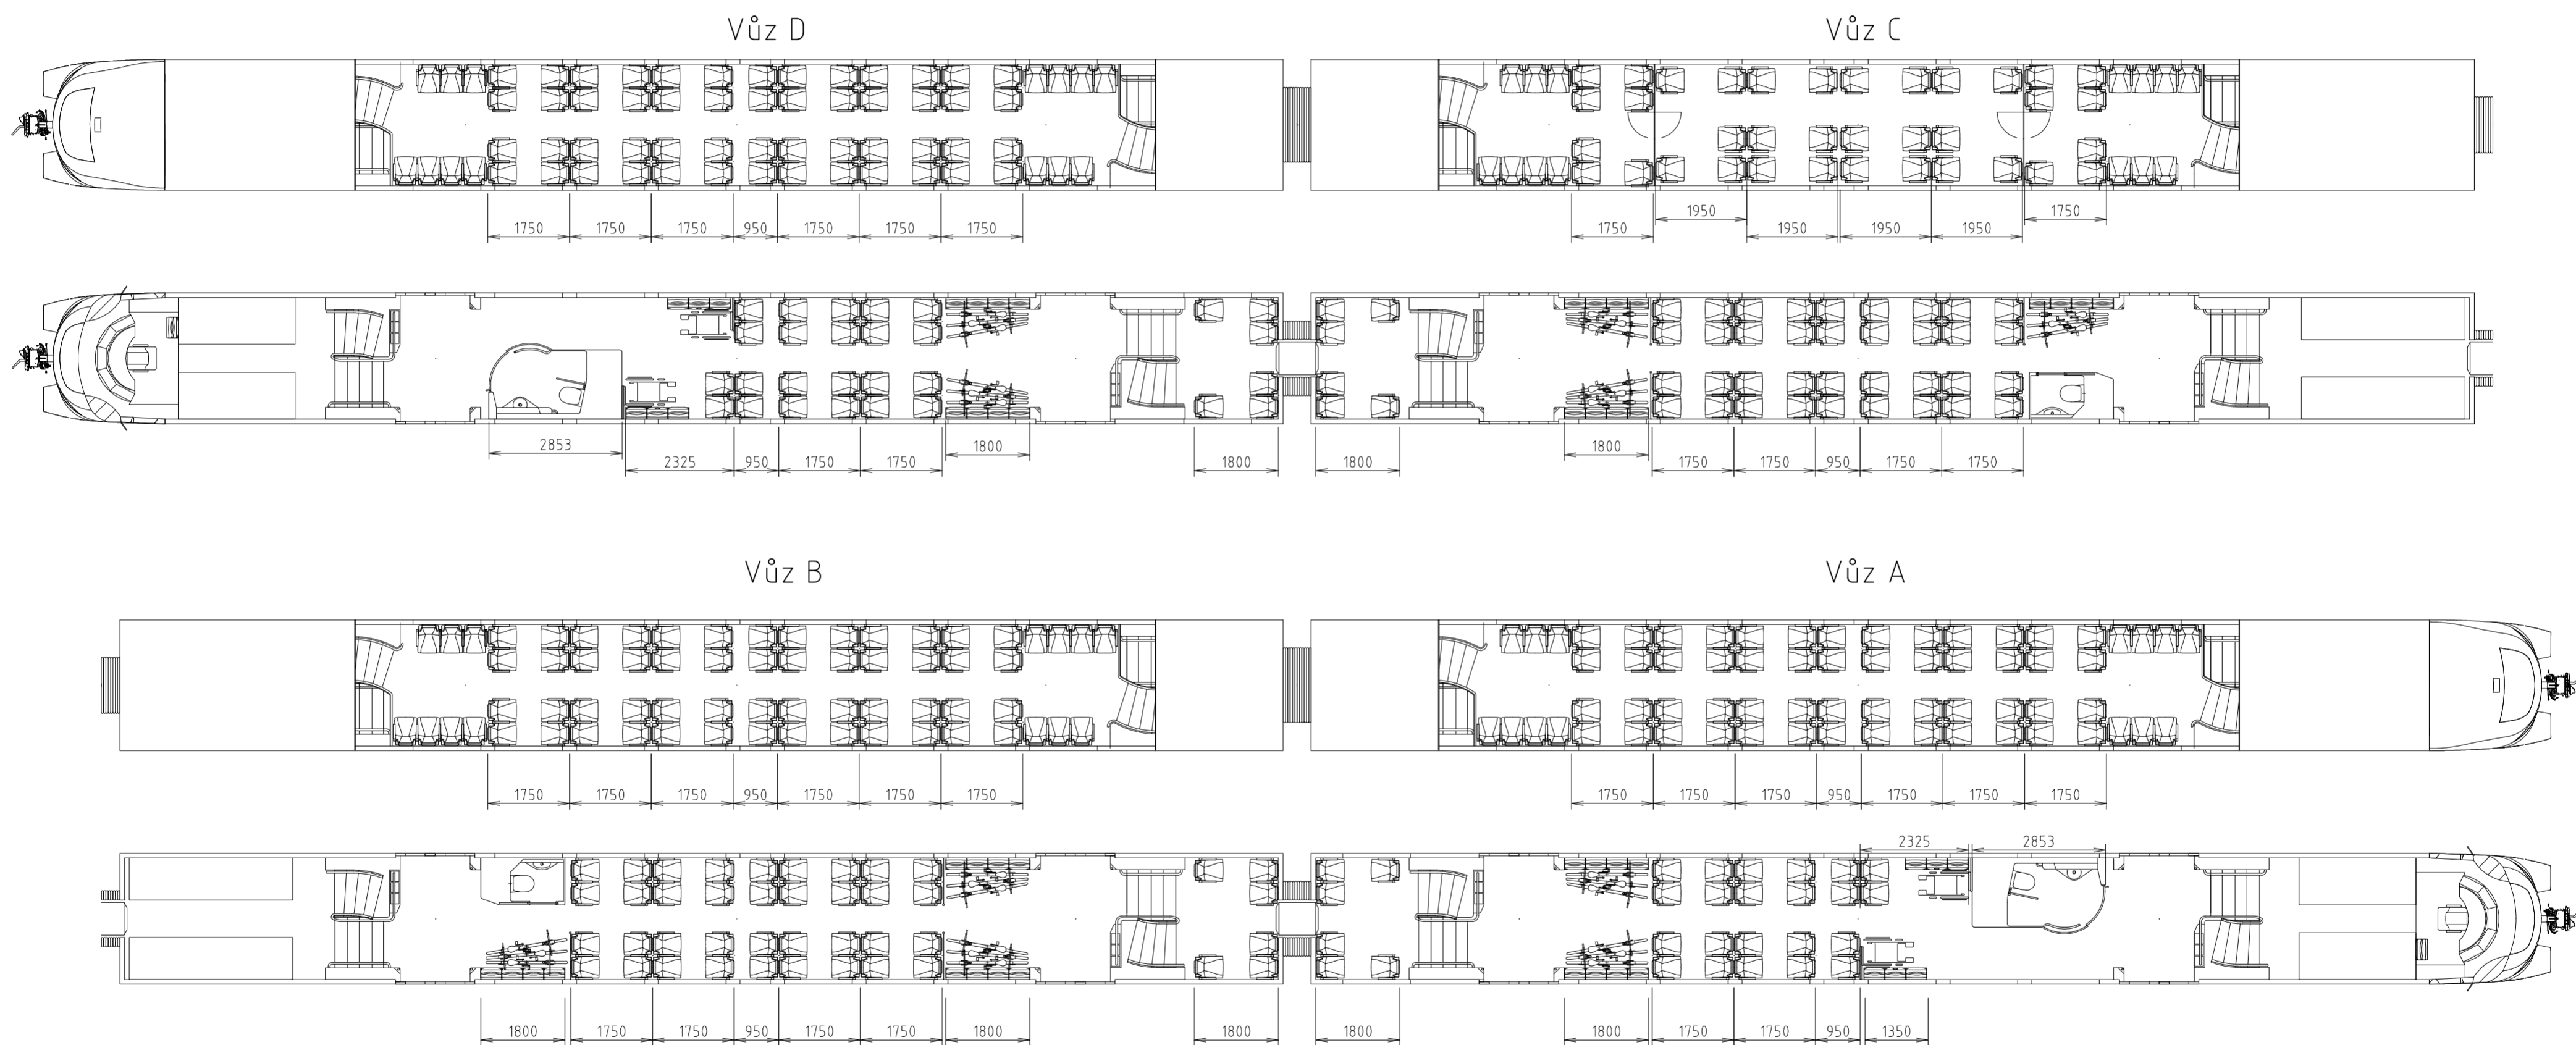 Vůz D
Vůz C
1750 1750 1750 950 1750 1750 1750
1750 1950 1950 1950 1950 1750
2853 2325 950 1750 1750 1800 1800
1800 1800 1750 1750 950 1750 1750
Vůz B
Vůz A
1750 1750 1750 950 1750 1750 1750
1750 1750 1750 950 1750 1750 1750
2325 2853
1800 1750 1750 950 1750 1750 1800 1800
1800 1800 1750 1750 950 1350